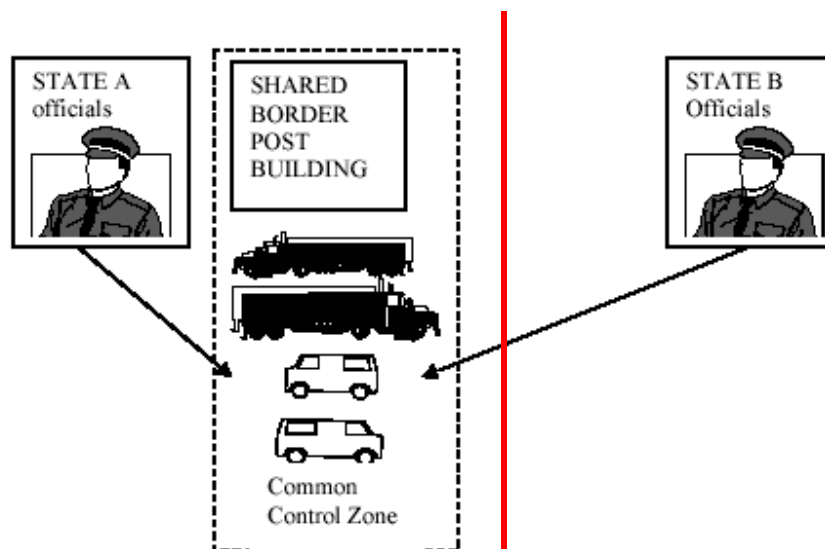 STATE A
officials
SHARED
BORDER
POST
BUILDING
STATE B
Officials
Common
Control Zone